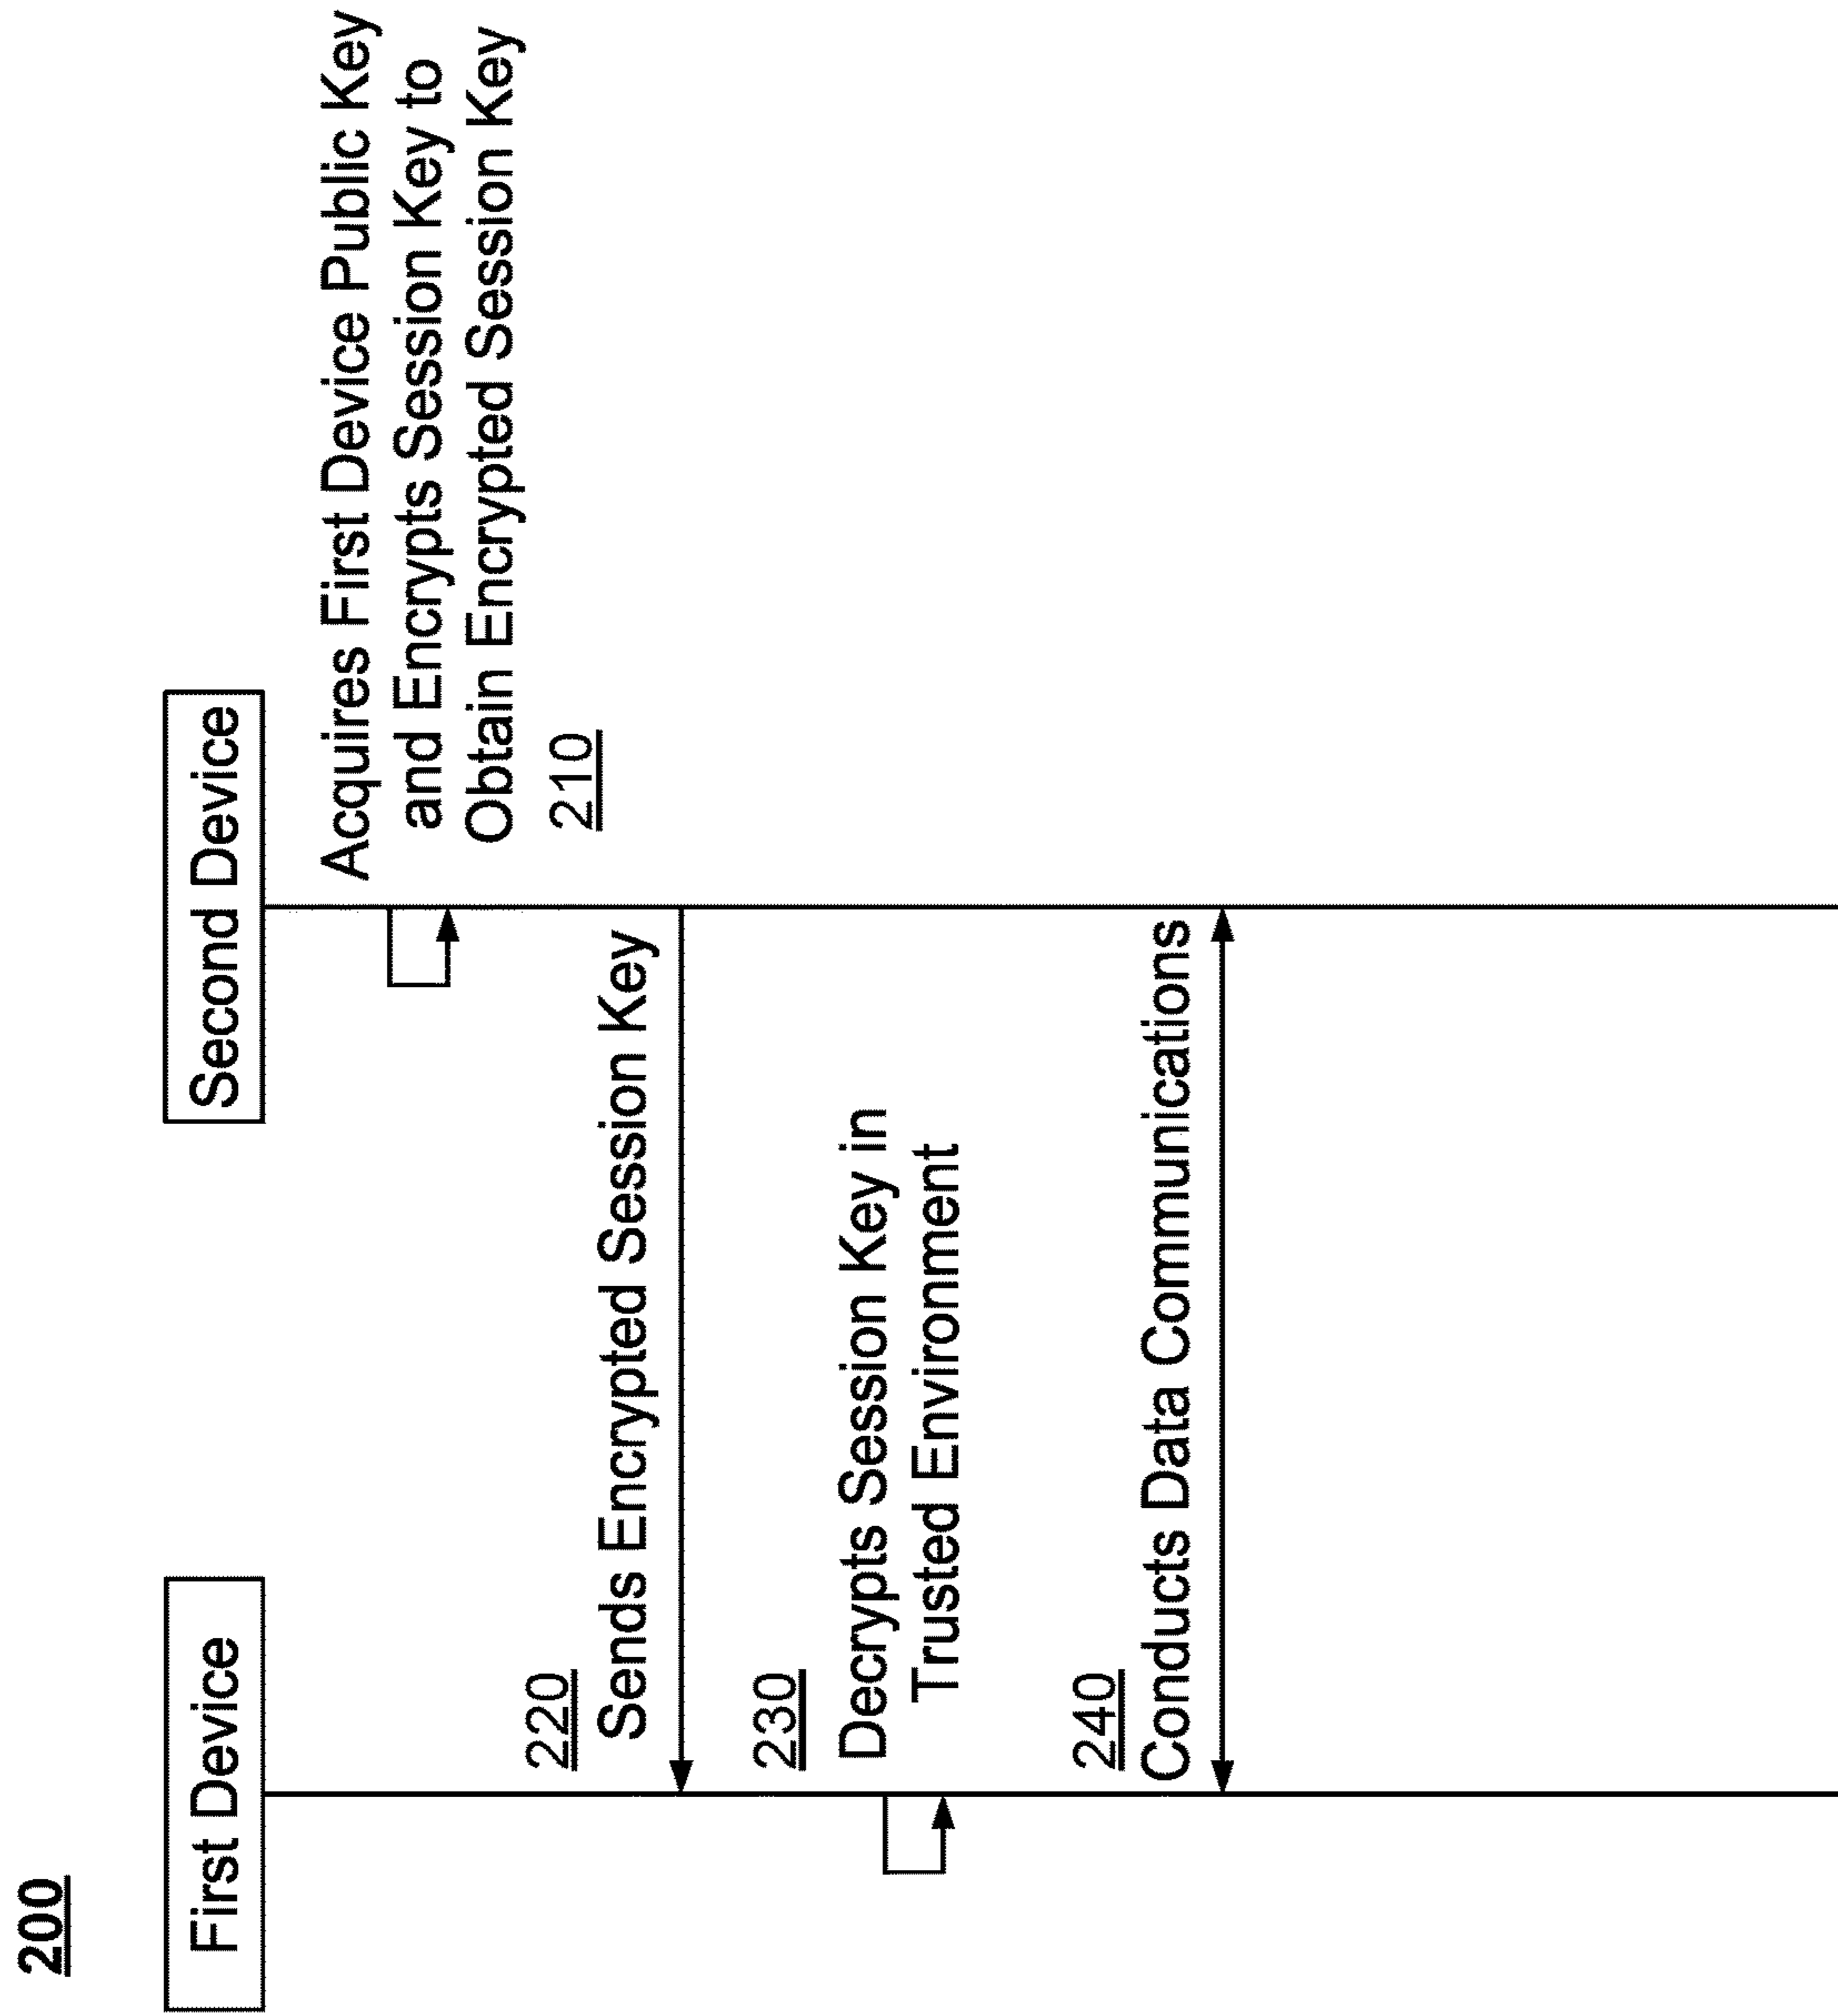 200
First Device
Second Device
Acquires First Device Public Key
and Encrypts Session Key to
Obtain Encrypted Session Key
210
220
Sends Encrypted Session Key
230
Decrypts Session Key in
Trusted Environment
240
Conducts Data Communications